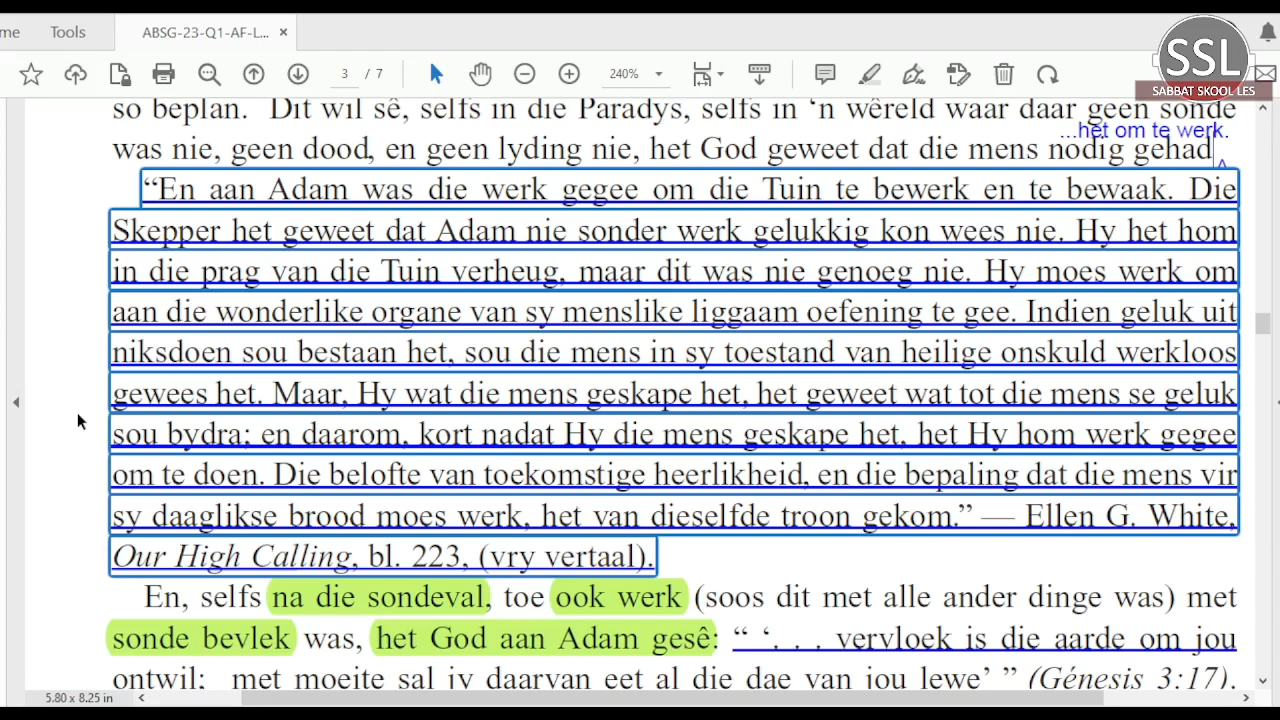 me Tools ABSG-23-Q1-AF-L... ×
SSL
SABBAT SKOOL LES
3 / 7 240%
so beplan. Dit wil sê, selfs in die Paradys, selfs in ‘n wêreld waar daar geen sonde
...het om te werk.
was nie, geen dood, en geen lyding nie, het God geweet dat die mens nodig gehad
“En aan Adam was die werk gegee om die Tuin te bewerk en te bewaak. Die
Skepper het geweet dat Adam nie sonder werk gelukkig kon wees nie. Hy het hom
in die prag van die Tuin verheug, maar dit was nie genoeg nie. Hy moes werk om
aan die wonderlike organe van sy menslike liggaam oefening te gee. Indien geluk uit
niksdoen sou bestaan het, sou die mens in sy toestand van heilige onskuld werkloos
gewees het. Maar, Hy wat die mens geskape het, het geweet wat tot die mens se geluk
sou bydra; en daarom, kort nadat Hy die mens geskape het, het Hy hom werk gegee
om te doen. Die belofte van toekomstige heerlikheid, en die bepaling dat die mens vir
sy daaglikse brood moes werk, het van dieselfde troon gekom.” — Ellen G. White,
Our High Calling, bl. 223, (vry vertaal).
En, selfs na die sondeval, toe ook werk (soos dit met alle ander dinge was) met
sonde bevlek was, het God aan Adam gesê: “ ‘. . . vervloek is die aarde om jou
ontwil; met moeite sal jy daarvan eet al die dae van jou lewe’ ” (Génesis 3:17).
5.80 x 8.25 in